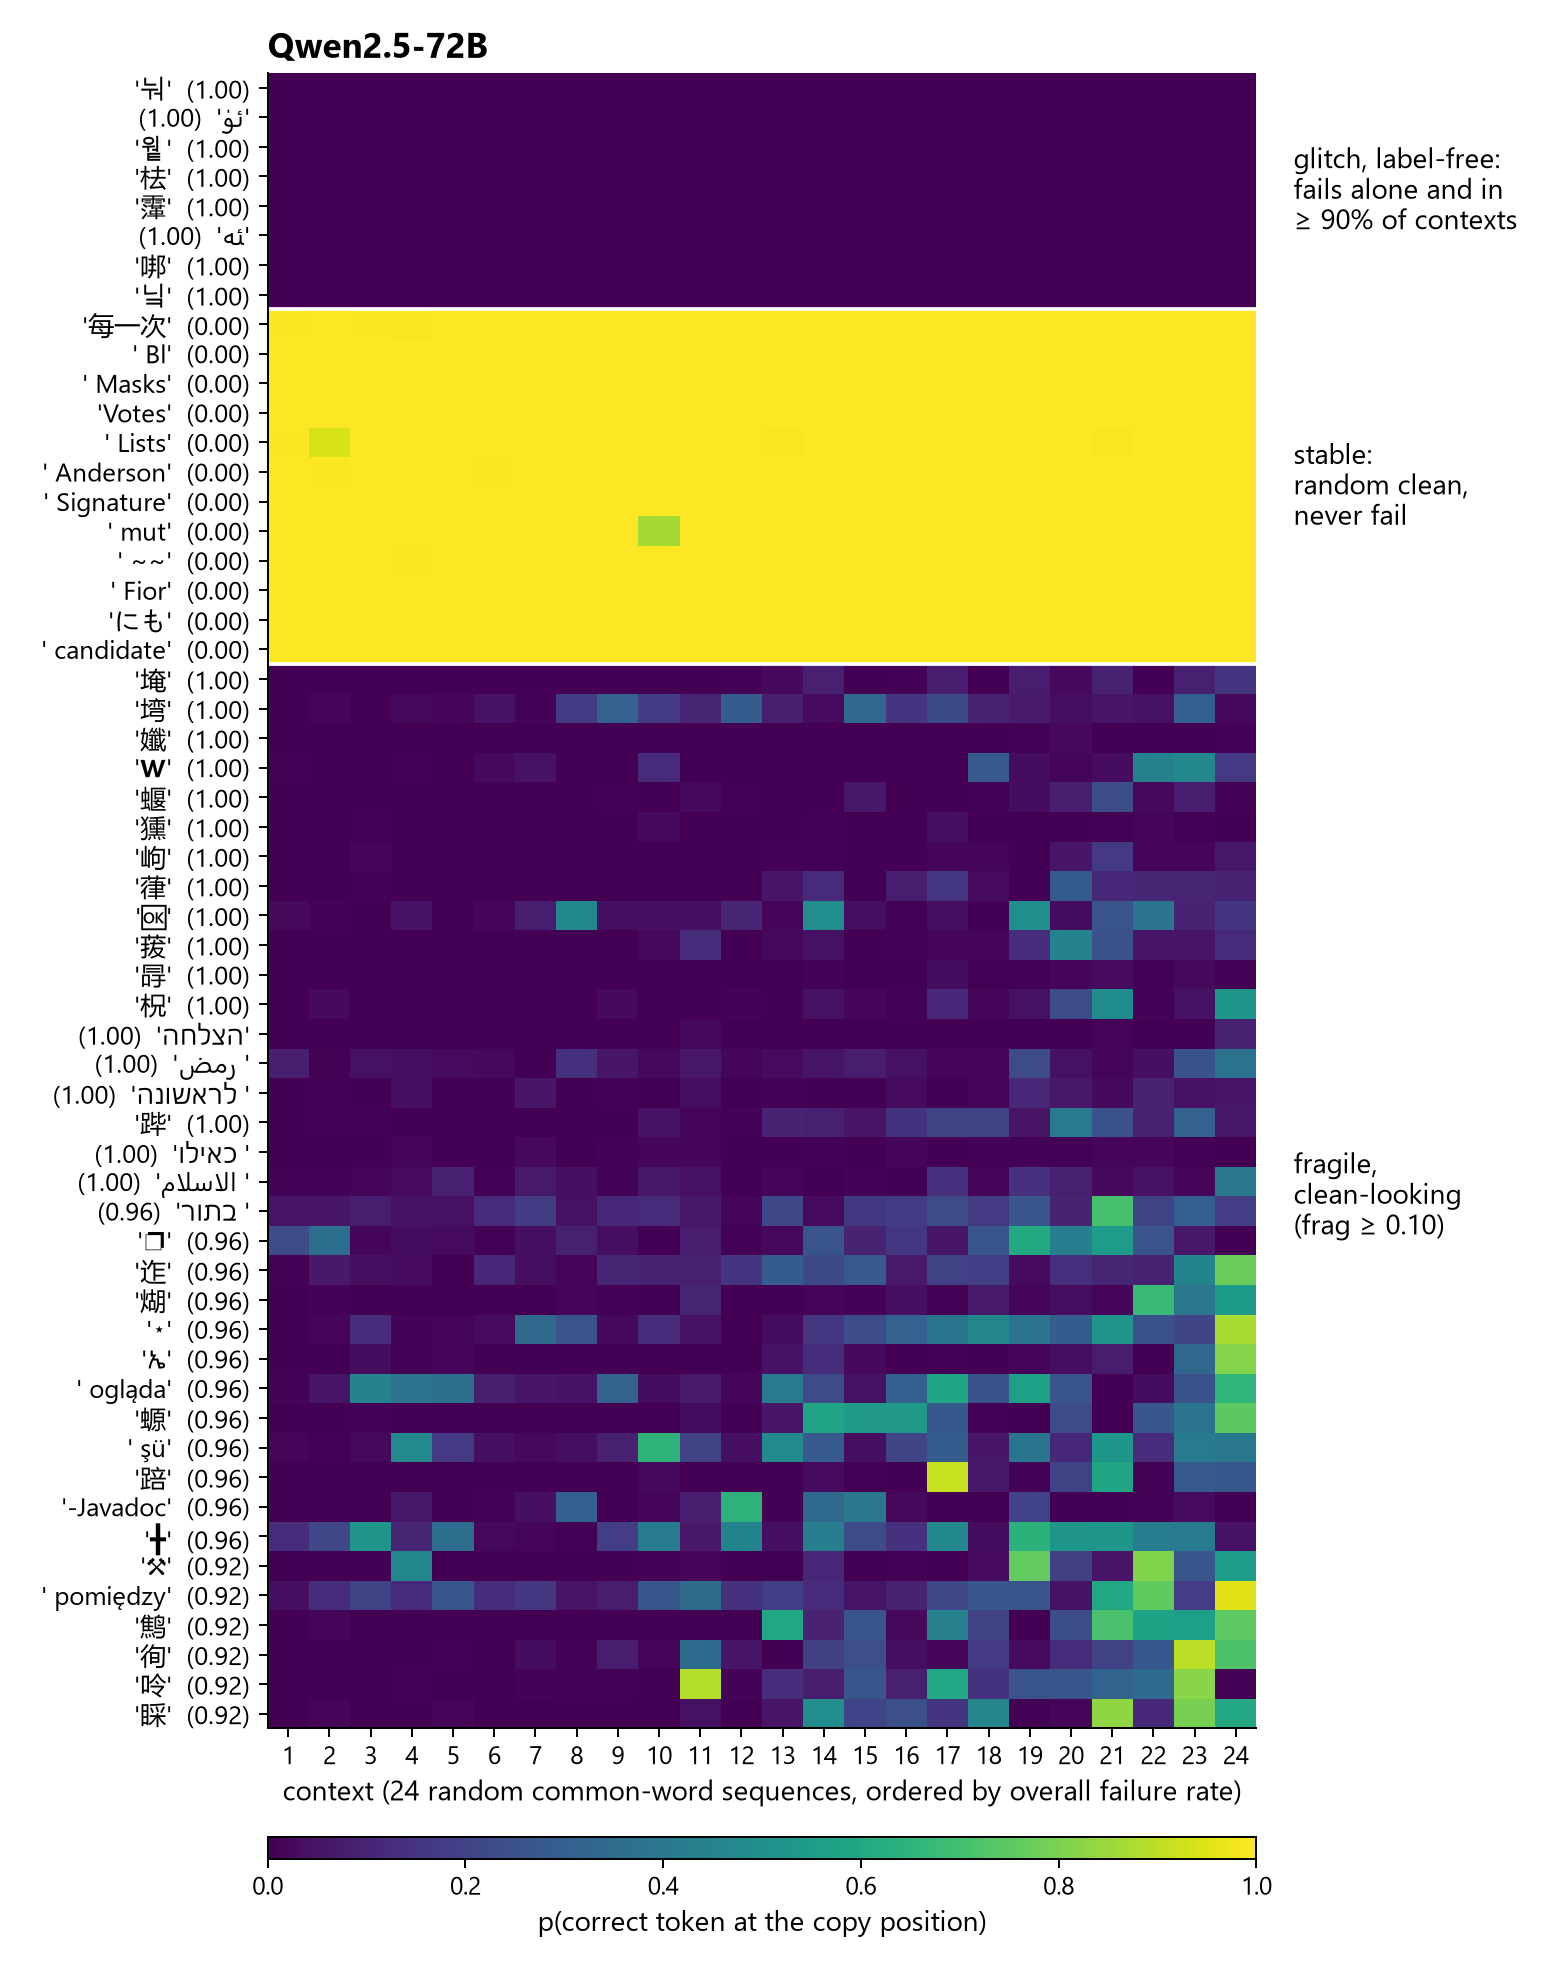 Qwen2.5-72B
'눠' (1.00)
'ئۆ' (1.00)
'웰' (1.00)
'(1.00)
'(1.00)
'ئه' (1.00)
'啷' (1.00)
(1.00)
'每一次' (0.00)
' Bl' (0.00)
' Masks' (0.00)
'Votes' (0.00)
' Lists' (0.00)
' Anderson' (0.00)
' Signature' (0.00)
' mut' (0.00)
' ~~' (0.00)
' Fior' (0.00)
'にも' (0.00)
' candidate' (0.00)
'埯' (1.00)
'塆' (1.00)
'孅' (1.00)
'𝗪' (1.00)
'蝘' (1.00)
'獯' (1.00)
'岣' (1.00)
'葎' (1.00)
'🆗' (1.00)
'菝' (1.00)
(1.00)
'柷' (1.00)
'הצלחה' (1.00)
' رمض' (1.00)
' לראשונה' (1.00)
'跸' (1.00)
' כאילו' (1.00)
' الاسلام' (1.00)
' בתור' (0.96)
'❐' (0.96)
'迮' (0.96)
'煳' (0.96)
'⋆' (0.96)
(0.96)
' ogląda' (0.96)
'螈' (0.96)
' şü' (0.96)
'踣' (0.96)
'-Javadoc' (0.96)
'╋' (0.96)
'⚒' (0.92)
' pomiędzy' (0.92)
'鹪' (0.92)
'徇' (0.92)
'呤' (0.92)
'睬' (0.92)
glitch, label-free:
fails alone and in
≥ 90% of contexts
stable:
random clean,
never fail
fragile,
clean-looking
(frag ≥ 0.10)
1 2 3 4 5 6 7 8 9 10 11 12 13 14 15 16 17 18 19 20 21 22 23 24
context (24 random common-word sequences, ordered by overall failure rate)
0.0 0.2 0.4 0.6 0.8 1.0
p(correct token at the copy position)